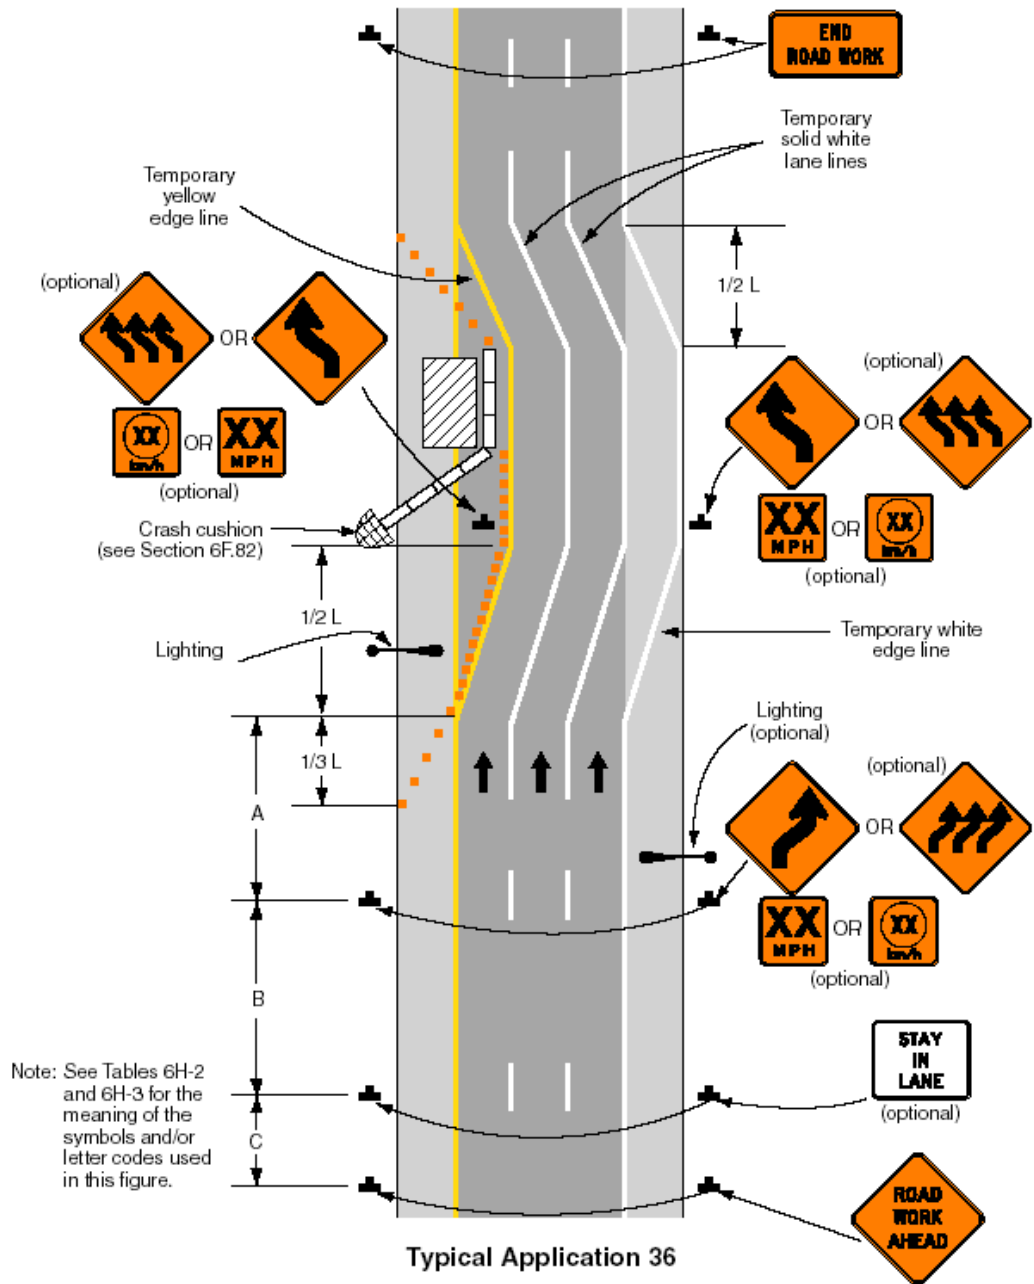 END
ROAD WORK
Temporary
solid white
lane lines
Temporary
yellow
edge line
(optional)
OR
1/2 L
XX
km/h
OR
XX
MPH
(optional)
(optional)
OR
XX
MPH
OR
XX
km/h
(optional)
Crash cushion
(see Section 6F.82)
1/2 L
Lighting
Temporary white
edge line
Lighting
(optional)
1/3 L
A
(optional)
OR
XX
MPH
OR
XX
km/h
(optional)
B
STAY
IN
LANE
(optional)
Note: See Tables 6H-2
and 6H-3 for the
meaning of the
symbols and/or
letter codes used
in this figure.
C
ROAD
WORK
AHEAD
Typical Application 36